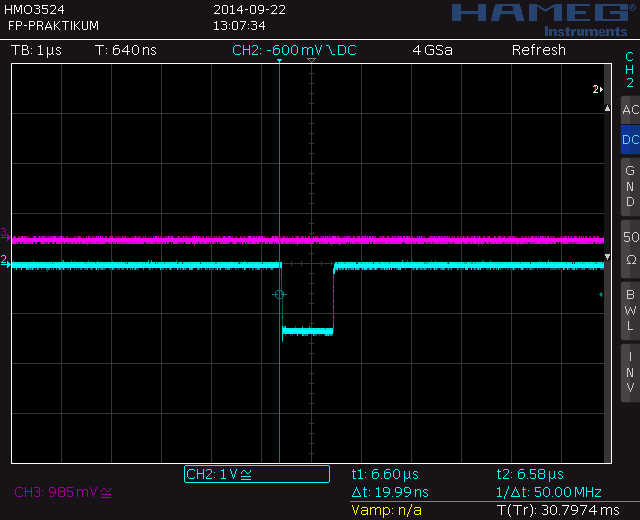 HMO3524 2014-09-22 HAMEG®
FP-PRAKTIKUM 13:07:34 Instruments
TB: 1µs T: 640 ns CH2: -600 mV DC 4 GSa Refresh
CH2
2
AC
DC
GND
3
2
50
Ω
BWL
INV
CH2: 1 V t1: 6.60 µs t2: 6.58 µs
CH3: 985 mV Δt: 19.99 ns 1/Δt: 50.00 MHz
Vamp: n/a T(Tr): 30.7974 ms